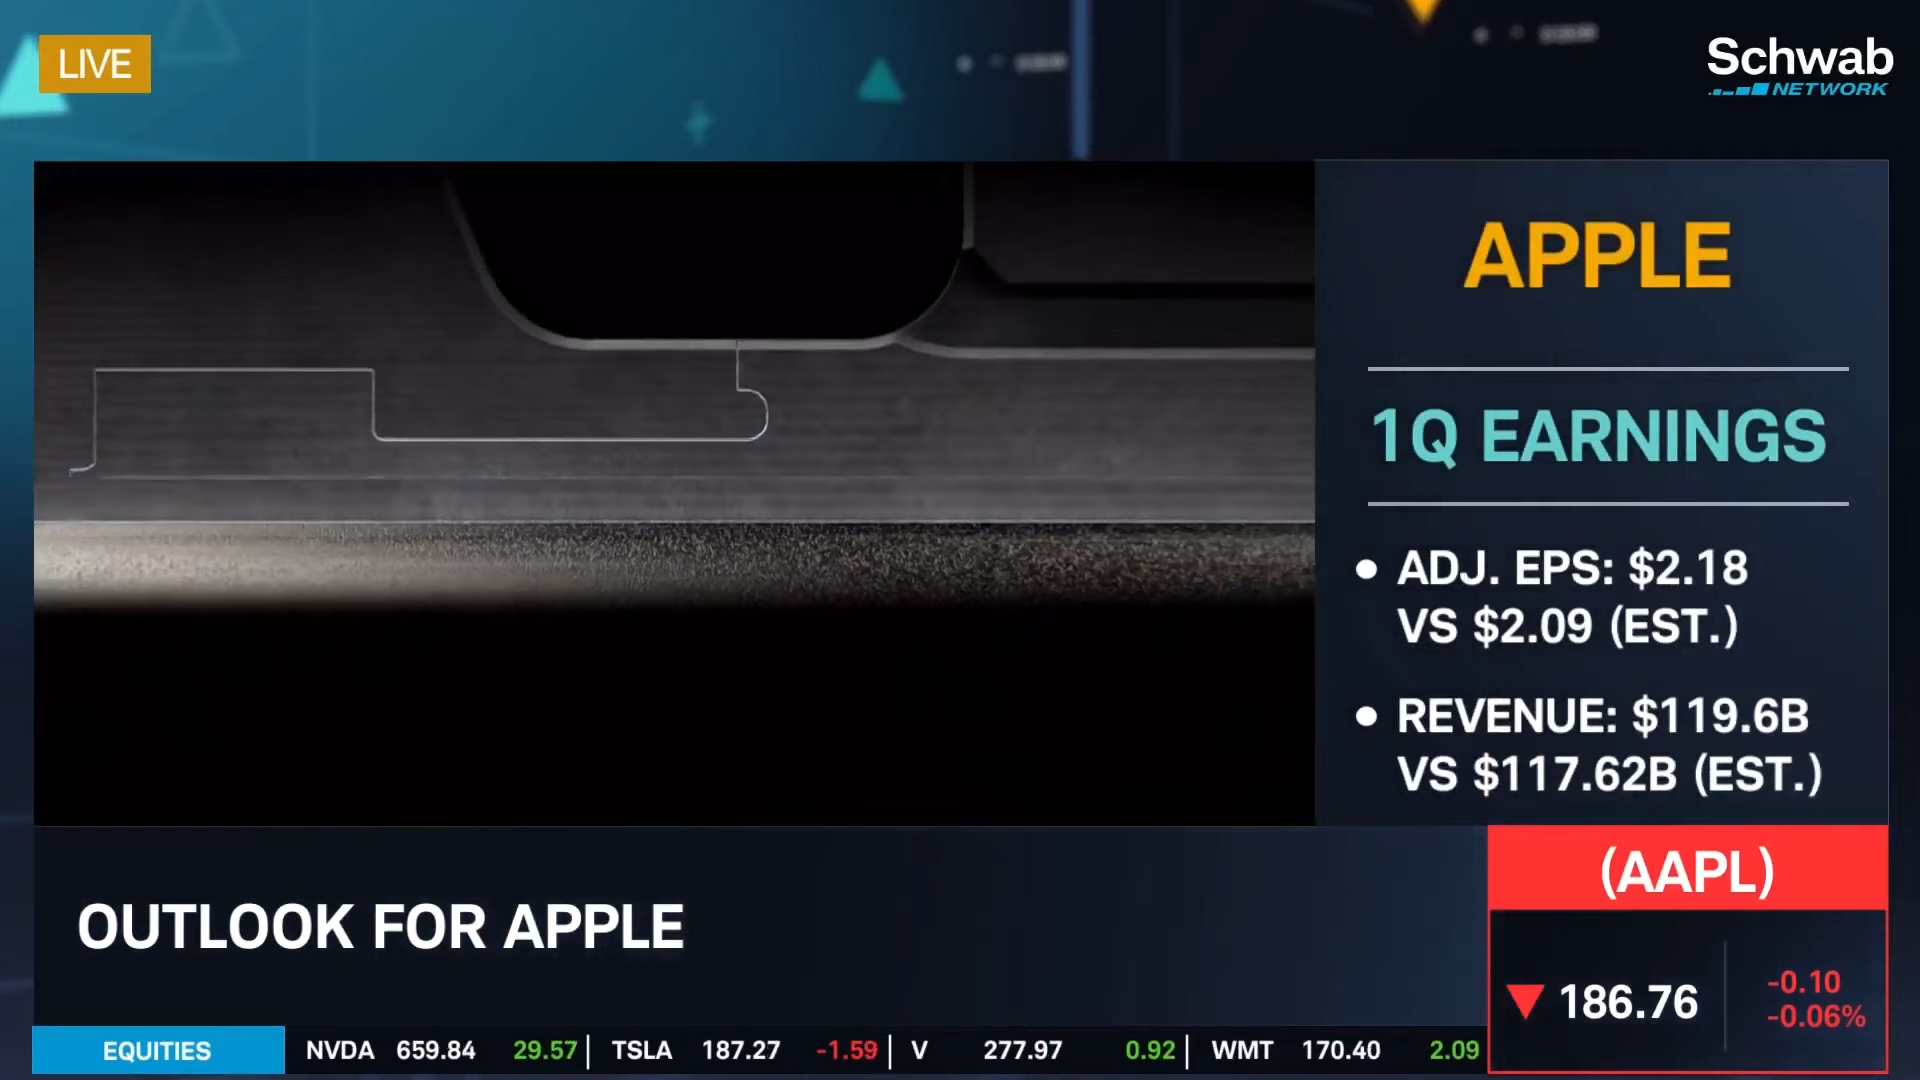 LIVE
Schwab
NETWORK
APPLE
1Q EARNINGS
• ADJ. EPS: $2.18
VS $2.09 (EST.)
• REVENUE: $119.6B
VS $117.62B (EST.)
OUTLOOK FOR APPLE
(AAPL)
▼ 186.76
-0.10
-0.06%
EQUITIES
NVDA 659.84 29.57 | TSLA 187.27 -1.59 | V 277.97 0.92 | WMT 170.40 2.09